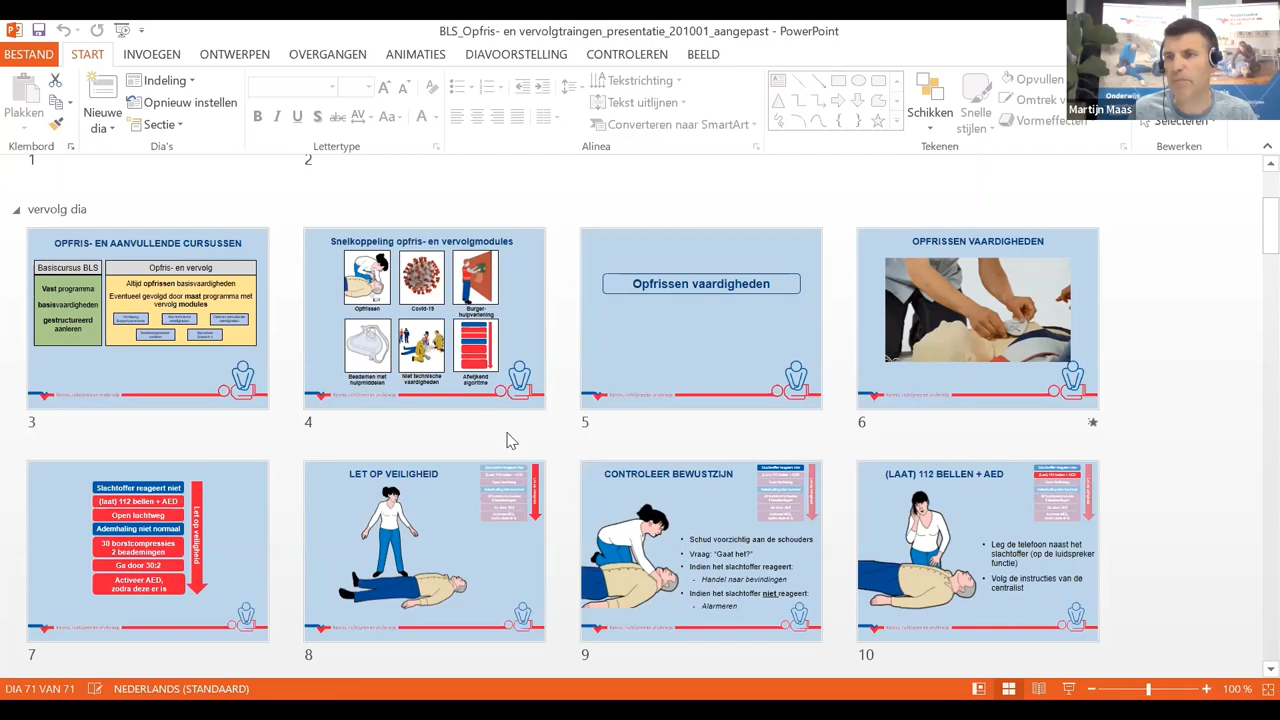 BLS_Opfris- en vervolgtraingen_presentatie_201001_aangepast - PowerPoint
BESTAND
START
INVOEGEN
ONTWERPEN
OVERGANGEN
ANIMATIES
DIAVOORSTELLING
CONTROLEREN
BEELD
Plakken
Klembord
Nieuwe
dia
Indeling
Opnieuw instellen
Sectie
Dia's
Lettertype
Tekstrichting
Tekst uitlijnen
Converteren naar SmartArt
Alinea
Schikken
Snelle
stijlen
Opvullen
Omtrek v
Vormeffecten
Tekenen
Selecteren
Bewerken
Onderwijs
Martijn Maas
1
2
vervolg dia
OPFRIS- EN AANVULLENDE CURSUSSEN
Basiscursus BLS
Vast programma
basisvaardigheden
gestructureerd
aanleren
Opfris- en vervolg
Altijd opfrissen basisvaardigheden
Eventueel gevolgd door maat programma met
vervolg modules
3
Snelkoppeling opfris- en vervolgmodules
Opfrissen
Covid-19
Burger-
hulpverlening
Beademen met
hulpmiddelen
Niet technische
vaardigheden
Afwijkend
algoritme
4
Opfrissen vaardigheden
5
OPFRISSEN VAARDIGHEDEN
6
Slachtoffer reageert niet
(laat) 112 bellen + AED
Open luchtweg
Ademhaling niet normaal
30 borstcompressies
2 beademingen
Ga door 30:2
Activeer AED,
zodra deze er is
Let op veiligheid
7
LET OP VEILIGHEID
8
CONTROLEER BEWUSTZIJN
• Schud voorzichtig aan de schouders
• Vraag: "Gaat het?"
• Indien het slachtoffer reageert:
- Handel naar bevindingen
• Indien het slachtoffer niet reageert:
- Alarmeren
9
(LAAT) 112 BELLEN + AED
• Leg de telefoon naast het
slachtoffer (op de luidspreker
functie)
• Volg de instructies van de
centralist
10
DIA 71 VAN 71
NEDERLANDS (STANDAARD)
100 %